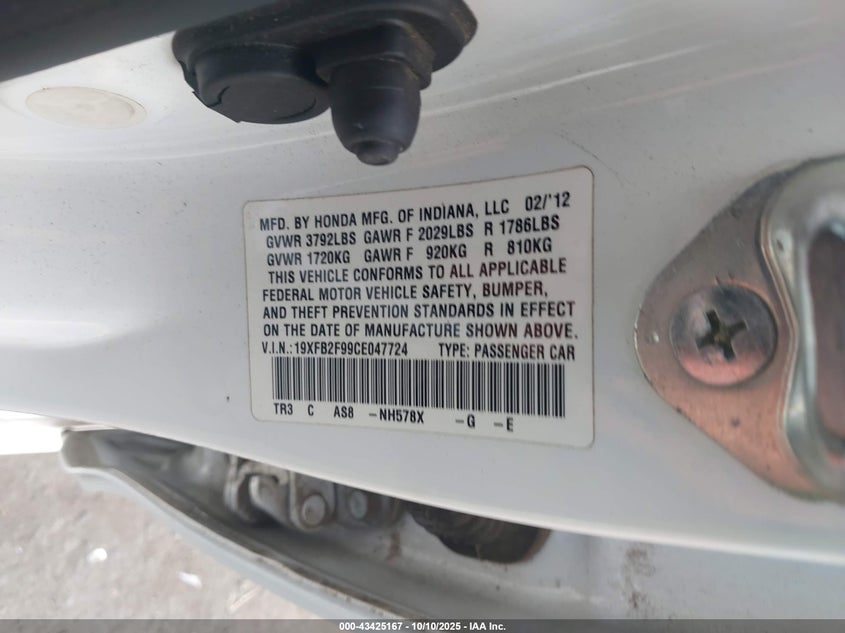 MFD. BY HONDA MFG. OF INDIANA, LLC 02/'12
GVWR 3792LBS GAWR F 2029LBS R 1786LBS
GVWR 1720KG GAWR F 920KG R 810KG
THIS VEHICLE CONFORMS TO ALL APPLICABLE
FEDERAL MOTOR VEHICLE SAFETY, BUMPER,
AND THEFT PREVENTION STANDARDS IN EFFECT
ON THE DATE OF MANUFACTURE SHOWN ABOVE.
V.I.N.:19XFB2F99CE047724 TYPE: PASSENGER CAR
TR3 C AS8 -NH578X -G -E
000-43425167 - 10/10/2025 - IAA Inc.